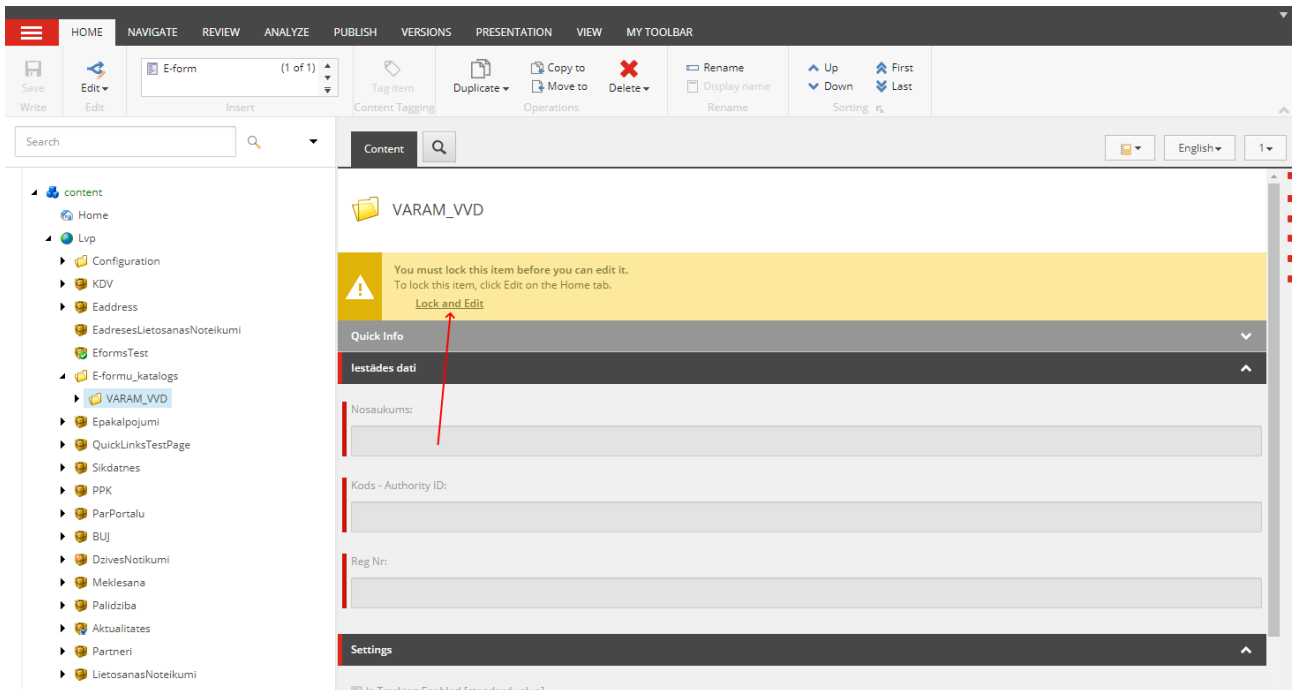 HOME NAVIGATE REVIEW ANALYZE PUBLISH VERSIONS PRESENTATION VIEW MY TOOLBAR
Save
Write
Edit
Edit
E-form (1 of 1)
Insert
Tag item
Content Tagging
Duplicate
Copy to
Move to
Delete
Operations
Rename
Display name
Rename
Up
Down
First
Last
Sorting
Search
content
Home
Lvp
Configuration
KDV
Eaddress
EadresesLietosanasNoteikumi
EformsTest
E-formu_katalogs
VARAM_VVD
Epakalpojumi
QuickLinksTestPage
Sikdatnes
PPK
ParPortalu
BUJ
DzivesNotikumi
Meklesana
Palidziba
Aktualitates
Partneri
LietosanasNoteikumi
Content
English
1
VARAM_VVD
You must lock this item before you can edit it.
To lock this item, click Edit on the Home tab.
Lock and Edit
Quick Info
Iestādes dati
Nosaukums:
Kods - Authority ID:
Reg Nr:
Settings
Is Tracking Enabled [standard value]